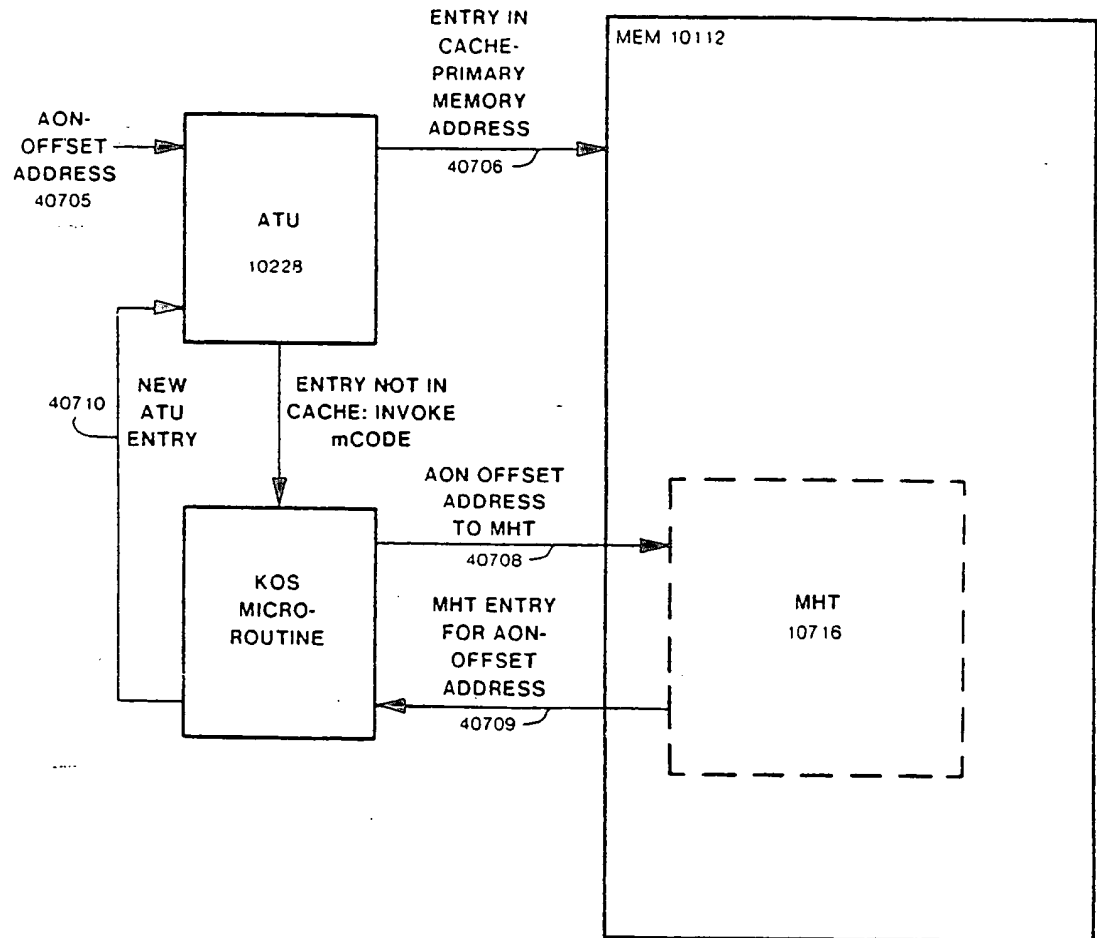 ENTRY IN
CACHE-
PRIMARY
MEMORY
ADDRESS
40706
MEM 10112
AON-
OFFSET
ADDRESS
40705
ATU
10228
40710
NEW
ATU
ENTRY
ENTRY NOT IN
CACHE: INVOKE
mCODE
AON OFFSET
ADDRESS
TO MHT
40708
KOS
MICRO-
ROUTINE
MHT ENTRY
FOR AON-
OFFSET
ADDRESS
40709
MHT
10716